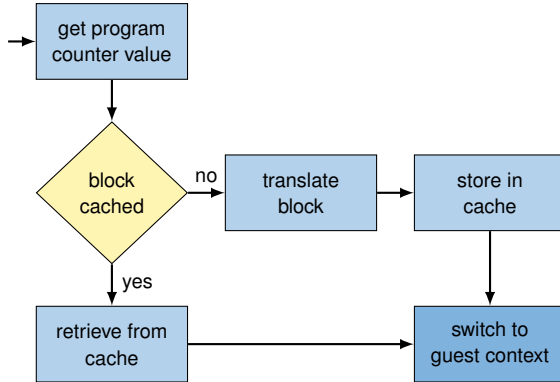 get program
counter value
block
cached
no
translate
block
store in
cache
yes
retrieve from
cache
switch to
guest context